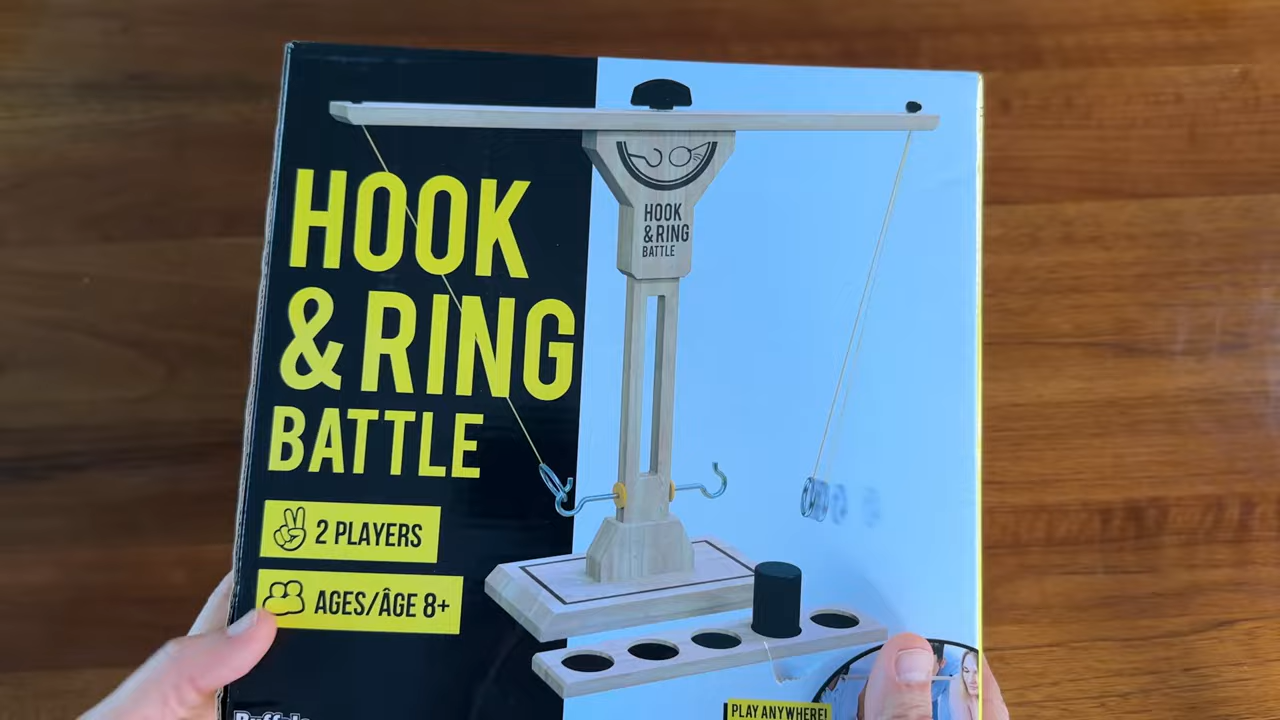 HOOK
& RING
BATTLE
2 PLAYERS
AGES/ÂGE 8+
HOOK
& RING
BATTLE
PLAY ANYWHERE!